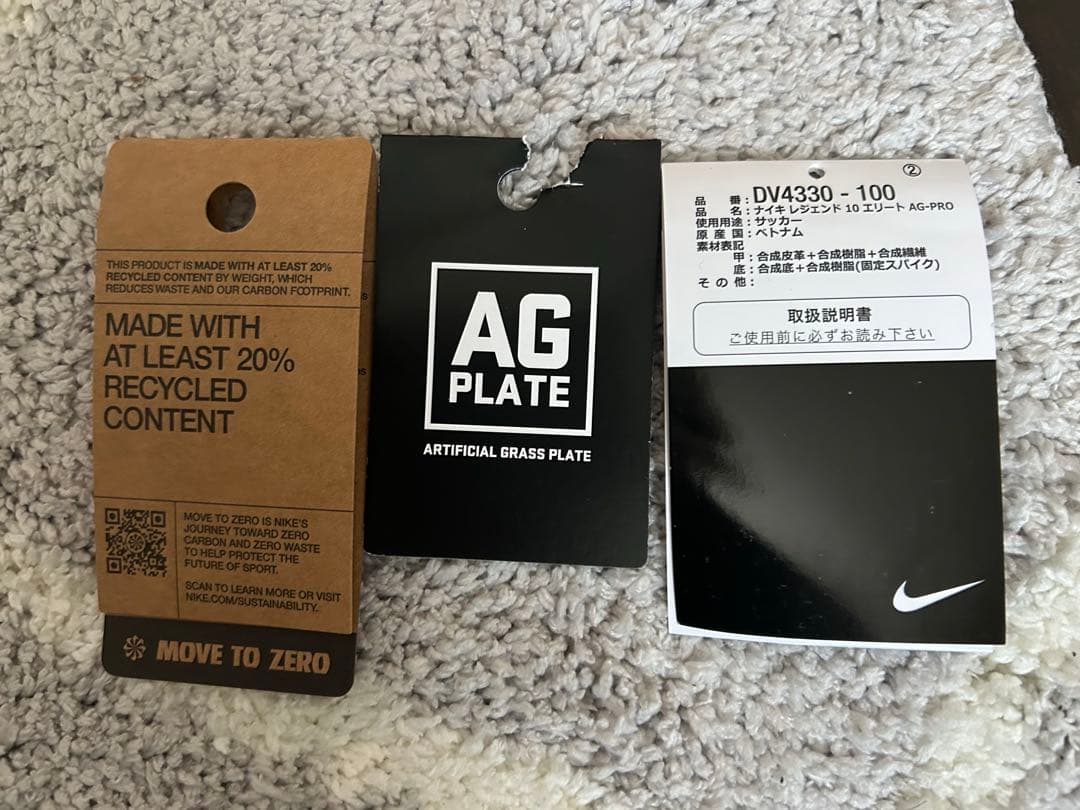 THIS PRODUCT IS MADE WITH AT LEAST 20%
RECYCLED CONTENT BY WEIGHT, WHICH
REDUCES WASTE AND OUR CARBON FOOTPRINT.
MADE WITH
AT LEAST 20%
RECYCLED
CONTENT
MOVE TO ZERO IS NIKE'S
JOURNEY TOWARD ZERO
CARBON AND ZERO WASTE
TO HELP PROTECT THE
FUTURE OF SPORT.
SCAN TO LEARN MORE OR VISIT
NIKE.COM/SUSTAINABILITY.
MOVE TO ZERO
AG
PLATE
ARTIFICIAL GRASS PLATE
②
品 番:DV4330-100
品 名:ナイキ レジェンド 10 エリート AG-PRO
使用用途:サッカー
原 産 国:ベトナム
素材表記
甲:合成皮革+合成樹脂+合成繊維
底:合成底+合成樹脂(固定スパイク)
そ の 他:
取扱説明書
ご使用前に必ずお読み下さい